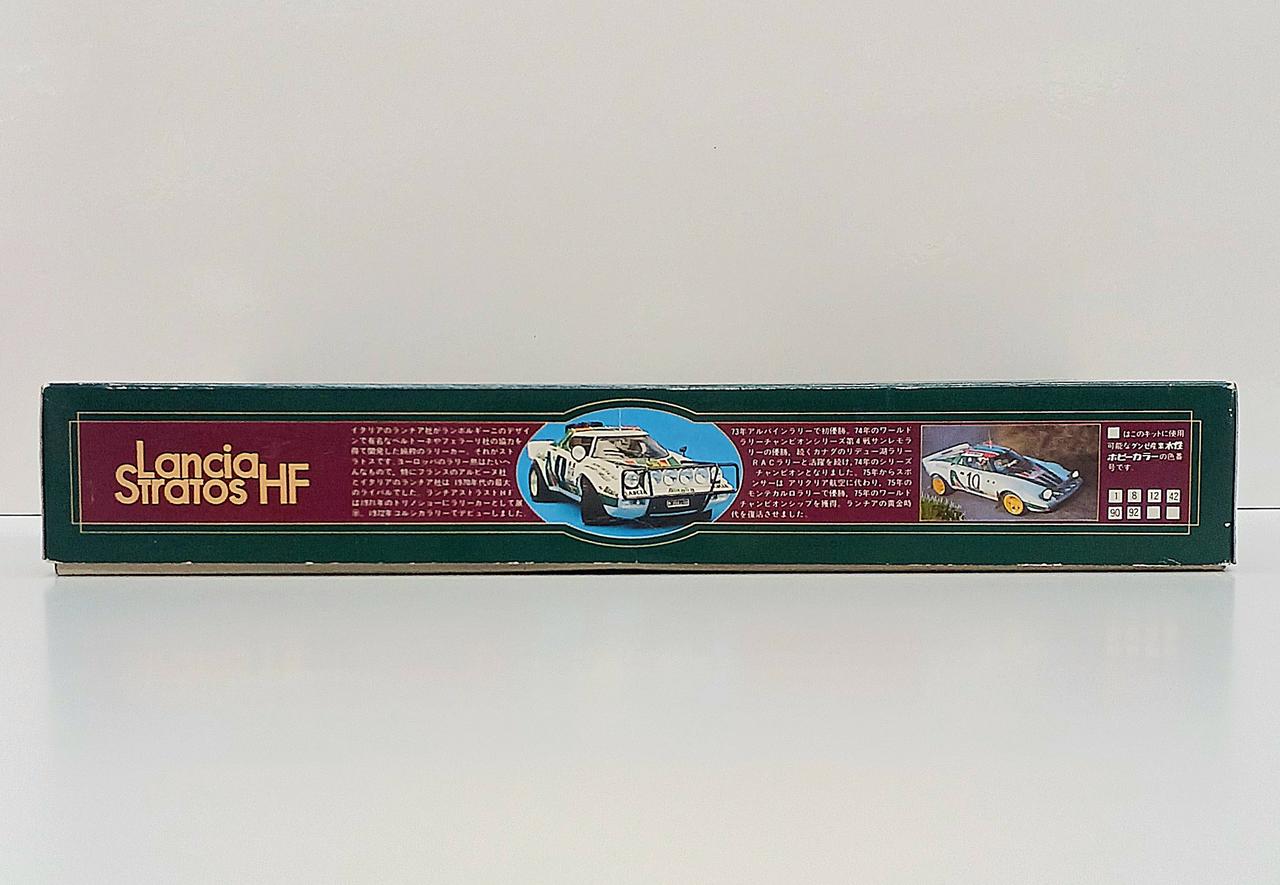 Lancia
Stratos HF
イタリアのランチア社がランボルギーニのデザイ
ンで有名なベルトーネやフェラーリ社の協力を
得て開発した純粋のラリーカー、それがスト
ラトスです。ヨーロッパのラリー熱はたいへ
んなもので、特にフランスのアルピーヌ社
とイタリアのランチア社は 1970年代の最大
のライバルでした。ランチアストラトスHF
は1971年のトリノショーにラリーカーとして展
示、1972年コルシカラリーでデビューしました。
73年アルパインラリーで初優勝、74年のワールド
ラリーチャンピオンシリーズ第4戦サンレモラ
リーの優勝、続くカナダのリデュー湖ラリー
RACラリーと活躍を続け、74年のシリーズ
チャンピオンとなりました。75年からスポ
ンサーは アリタリア航空に代わり、75年の
モンテカルロラリーで優勝、75年のワールド
チャンピオンシップを獲得、ランチアの黄金時
代を復活させました。
10
はこのキットに使用
可能なグンゼ産業水性
ホビーカラーの色番
号です。
1 8 12 42
90 92